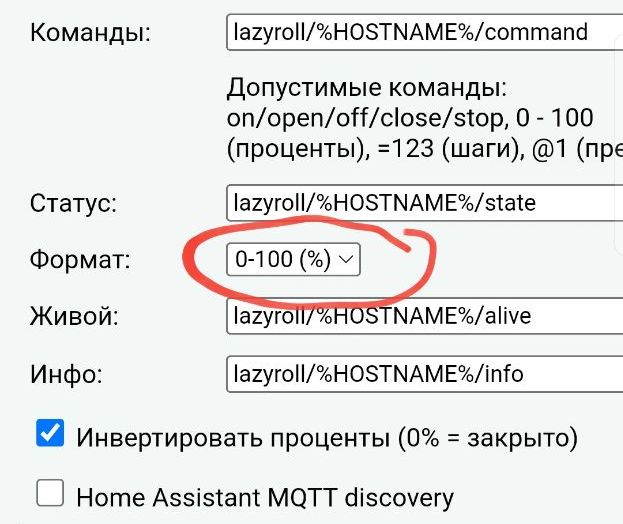 Команды: lazyroll/%HOSTNAME%/command
Допустимые команды:
on/open/off/close/stop, 0 - 100
(проценты), =123 (шаги), @1
Статус: lazyroll/%HOSTNAME%/state
Формат: 0-100 (%)
Живой: lazyroll/%HOSTNAME%/alive
Инфо: lazyroll/%HOSTNAME%/info
Инвертировать проценты (0% = закрыто)
Home Assistant MQTT discovery